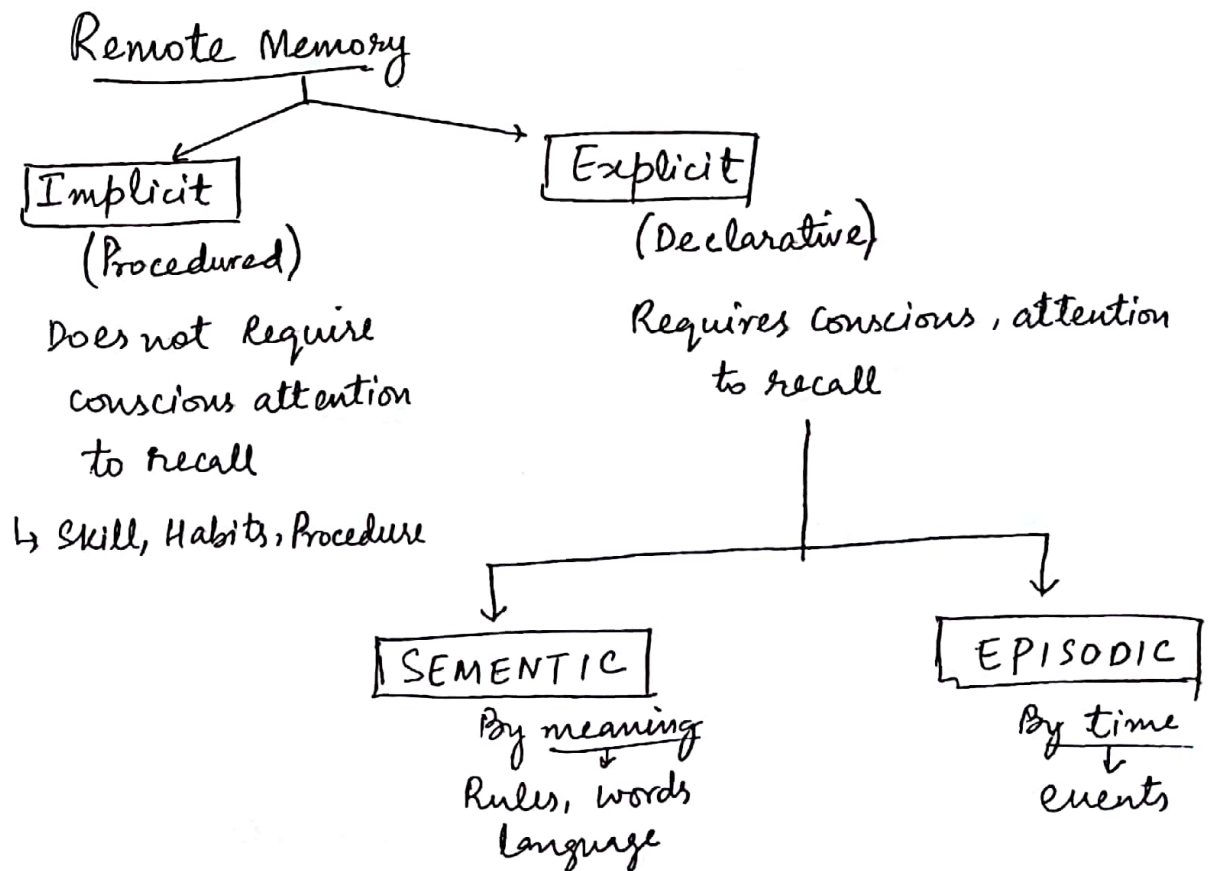 Remote Memory
Implicit
(Procedured)
Does not Require
conscious attention
to recall
↳ Skill, Habits, Procedure
Explicit
(Declarative)
Requires conscious, attention
to recall
SEMENTIC
By meaning
Rules, words
language
EPISODIC
By time
events